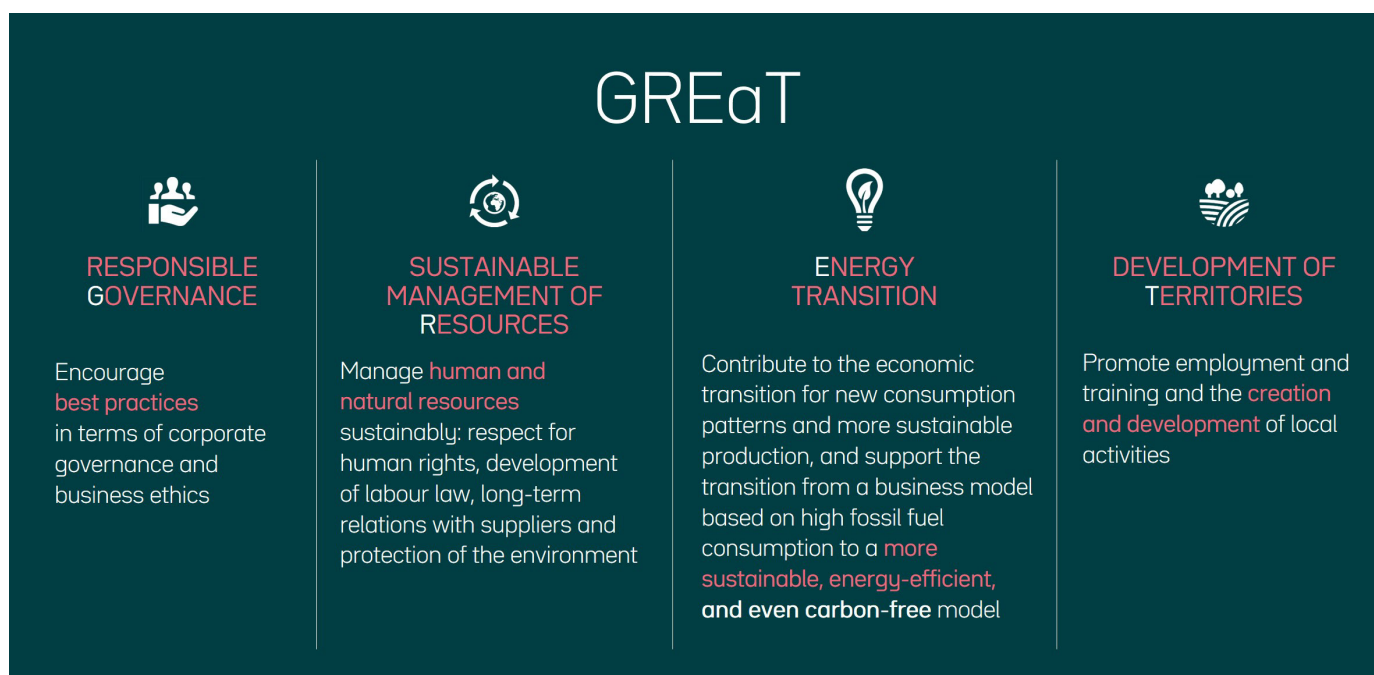 GREaT
RESPONSIBLE
GOVERNANCE
Encourage
best practices
in terms of corporate
governance and
business ethics
SUSTAINABLE
MANAGEMENT OF
RESOURCES
Manage human and
natural resources
sustainably: respect for
human rights, development
of labour law, long-term
relations with suppliers and
protection of the environment
ENERGY
TRANSITION
Contribute to the economic
transition for new consumption
patterns and more sustainable
production, and support the
transition from a business model
based on high fossil fuel
consumption to a more
sustainable, energy-efficient,
and even carbon-free model
DEVELOPMENT OF
TERRITORIES
Promote employment and
training and the creation
and development of local
activities